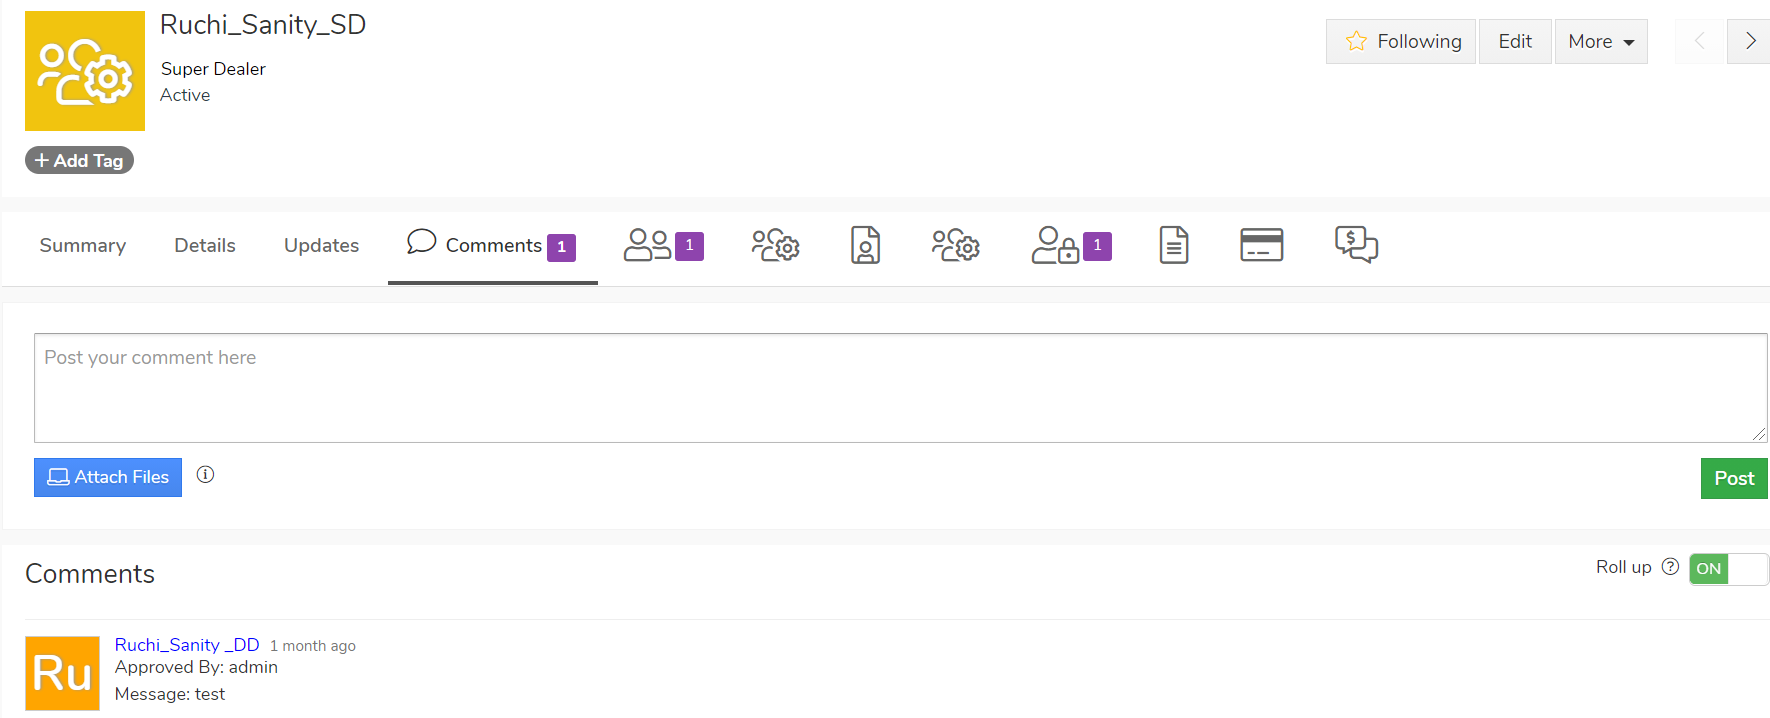 Ruchi_Sanity_SD
Super Dealer
Active
Following
Edit
More
+ Add Tag
Summary
Details
Updates
Comments 1
1
1
$
Post your comment here
Attach Files
Post
Comments
Roll up
ON
Ru
Ruchi_Sanity _DD 1 month ago
Approved By: admin
Message: test